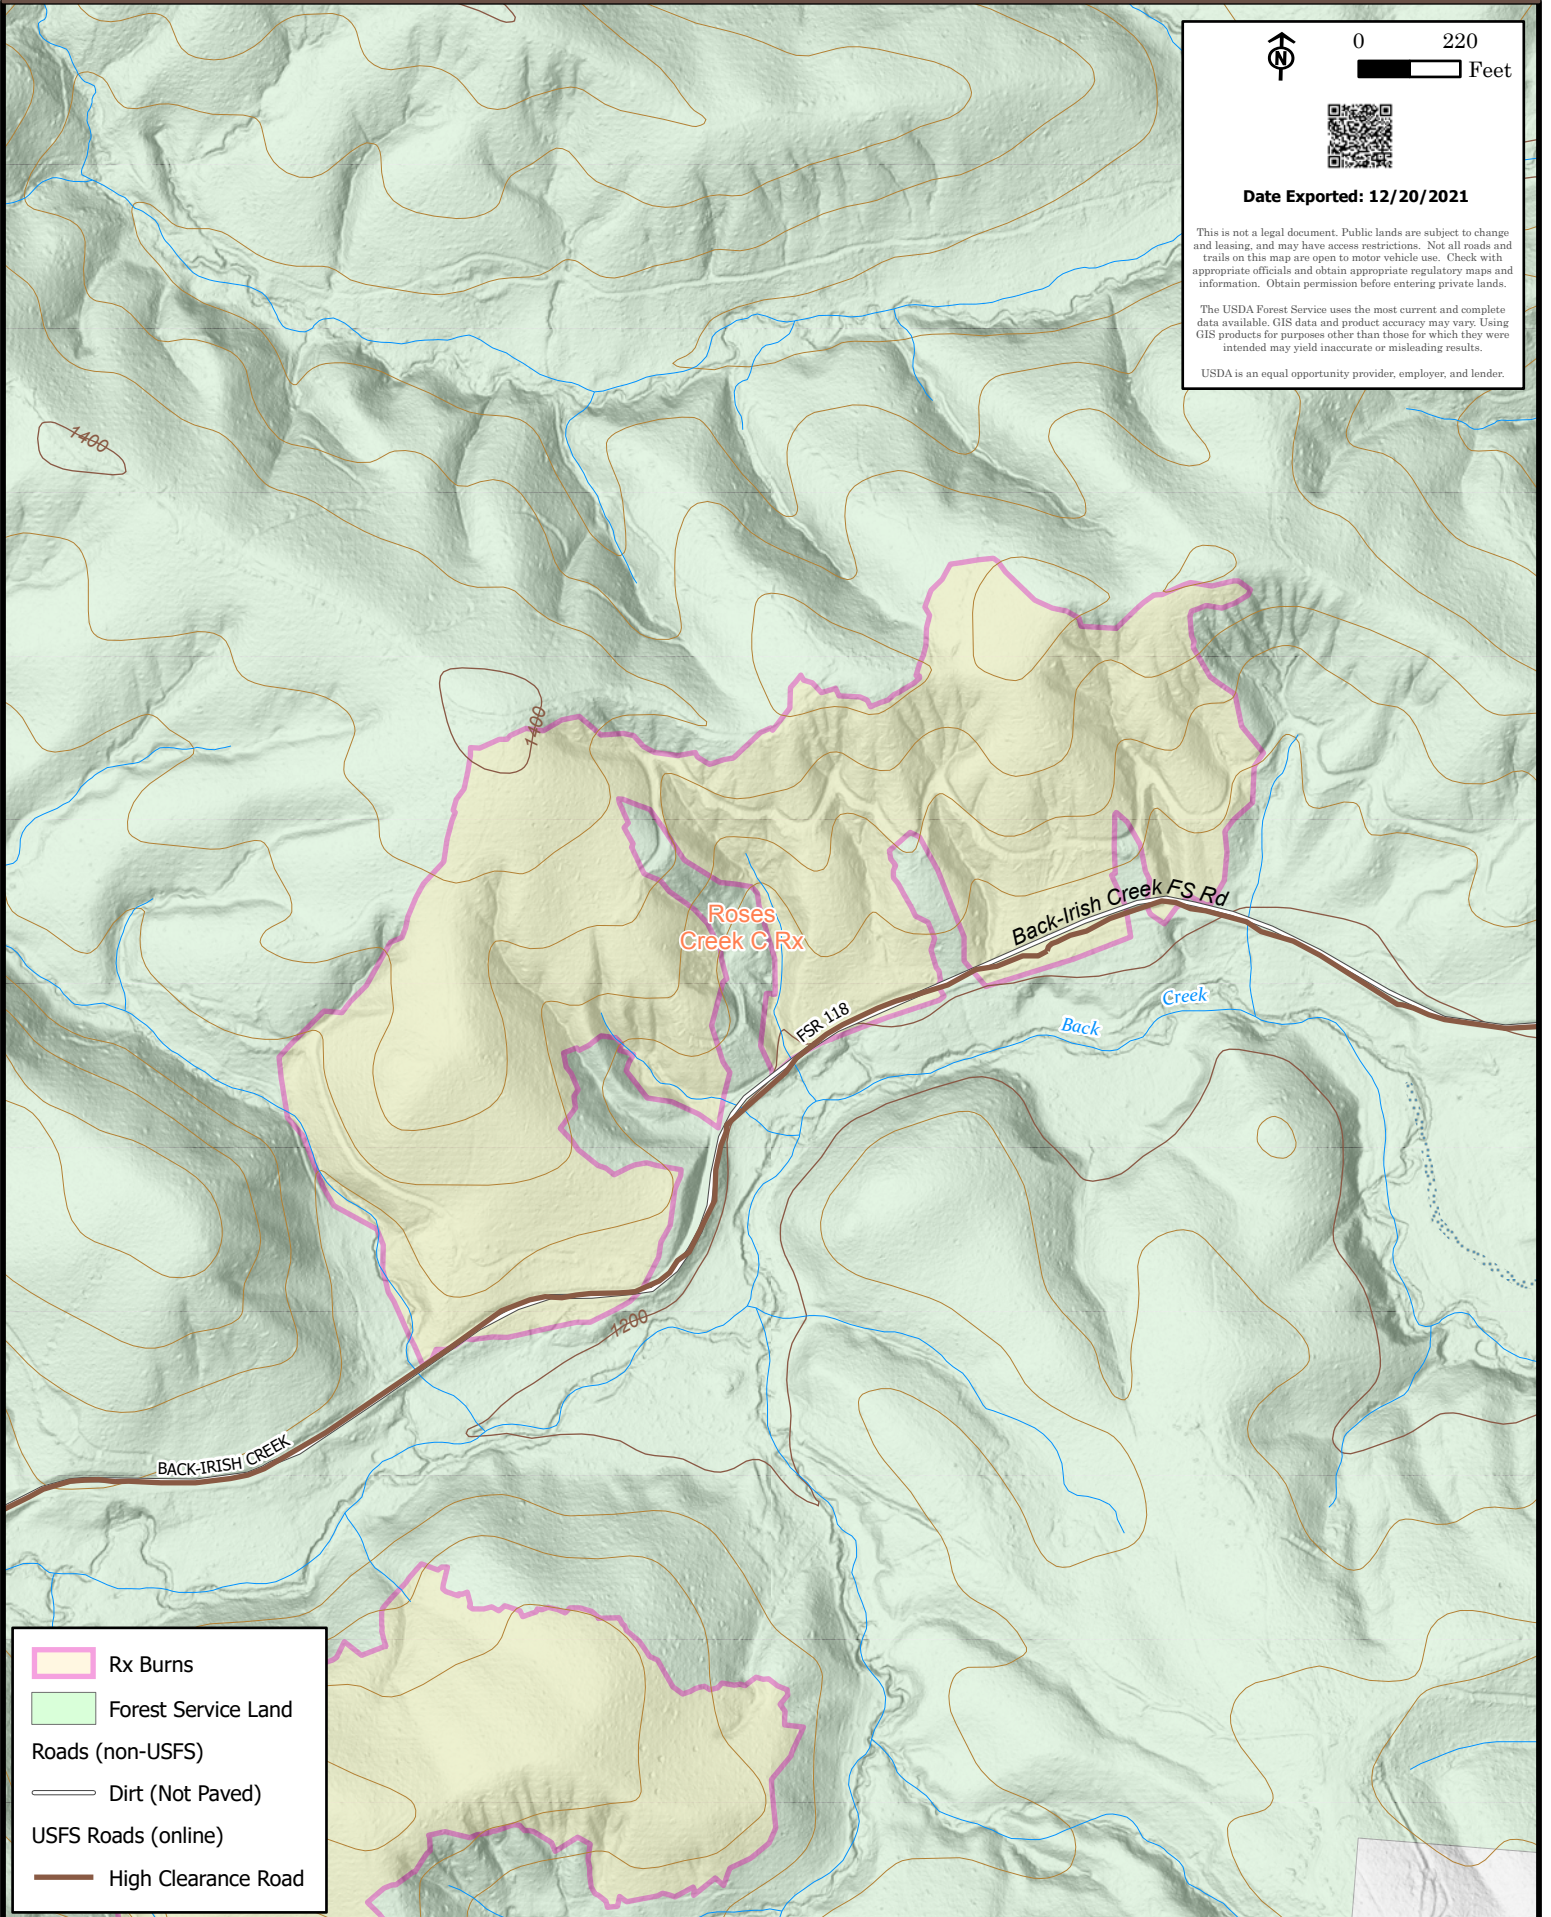 0 220
Feet
N
Date Exported: 12/20/2021
This is not a legal document. Public lands are subject to change
and leasing, and may have access restrictions. Not all roads and
trails on this map are open to motor vehicle use. Check with
appropriate officials and obtain appropriate regulatory maps and
information. Obtain permission before entering private lands.
The USDA Forest Service uses the most current and complete
data available. GIS data and product accuracy may vary. Using
GIS products for purposes other than those for which they were
intended may yield inaccurate or misleading results.
USDA is an equal opportunity provider, employer, and lender.
1400
1400
Roses
Creek C Rx
Back-Irish Creek FS Rd
FSR 118
Back Creek
1200
BACK-IRISH CREEK
Rx Burns
Forest Service Land
Roads (non-USFS)
Dirt (Not Paved)
USFS Roads (online)
High Clearance Road